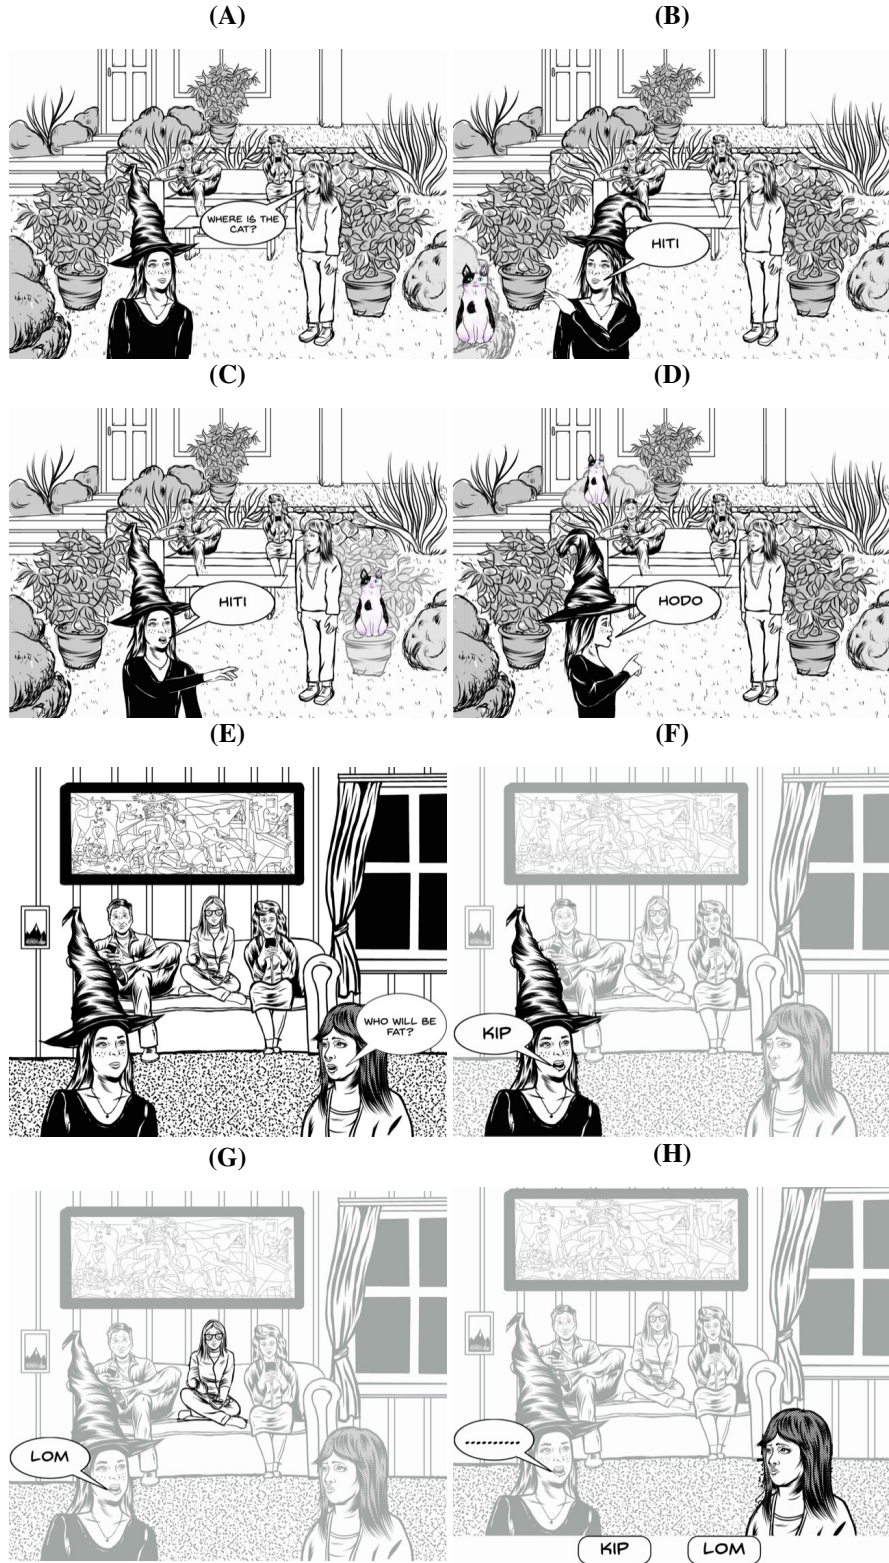 (A)
(B)
WHERE IS THE
CAT?
HITI
(C)
(D)
HITI
HODO
(E)
(F)
WHO WILL BE
FAT?
KIP
(G)
(H)
LOM
----------
KIP
LOM